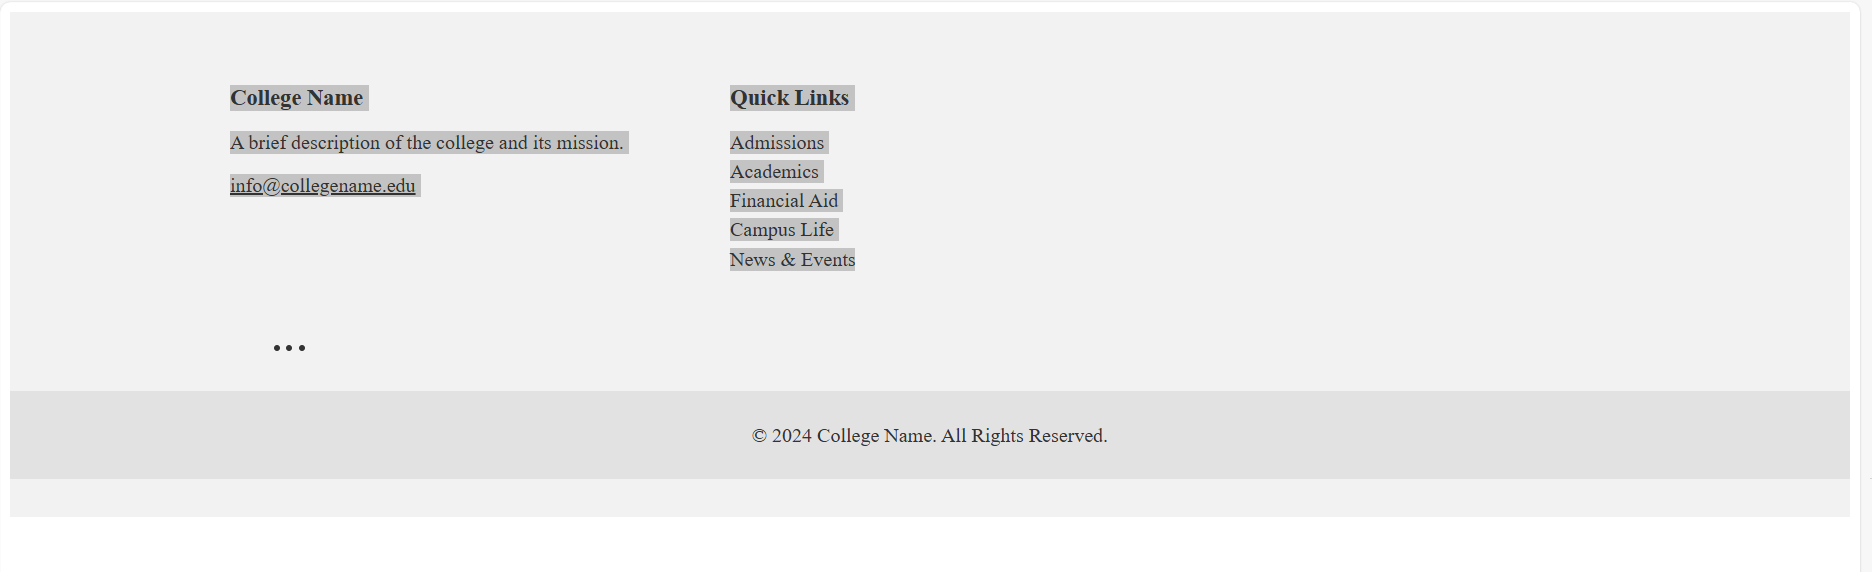 College Name
A brief description of the college and its mission.
info@collegename.edu
Quick Links
Admissions
Academics
Financial Aid
Campus Life
News & Events
...
© 2024 College Name. All Rights Reserved.